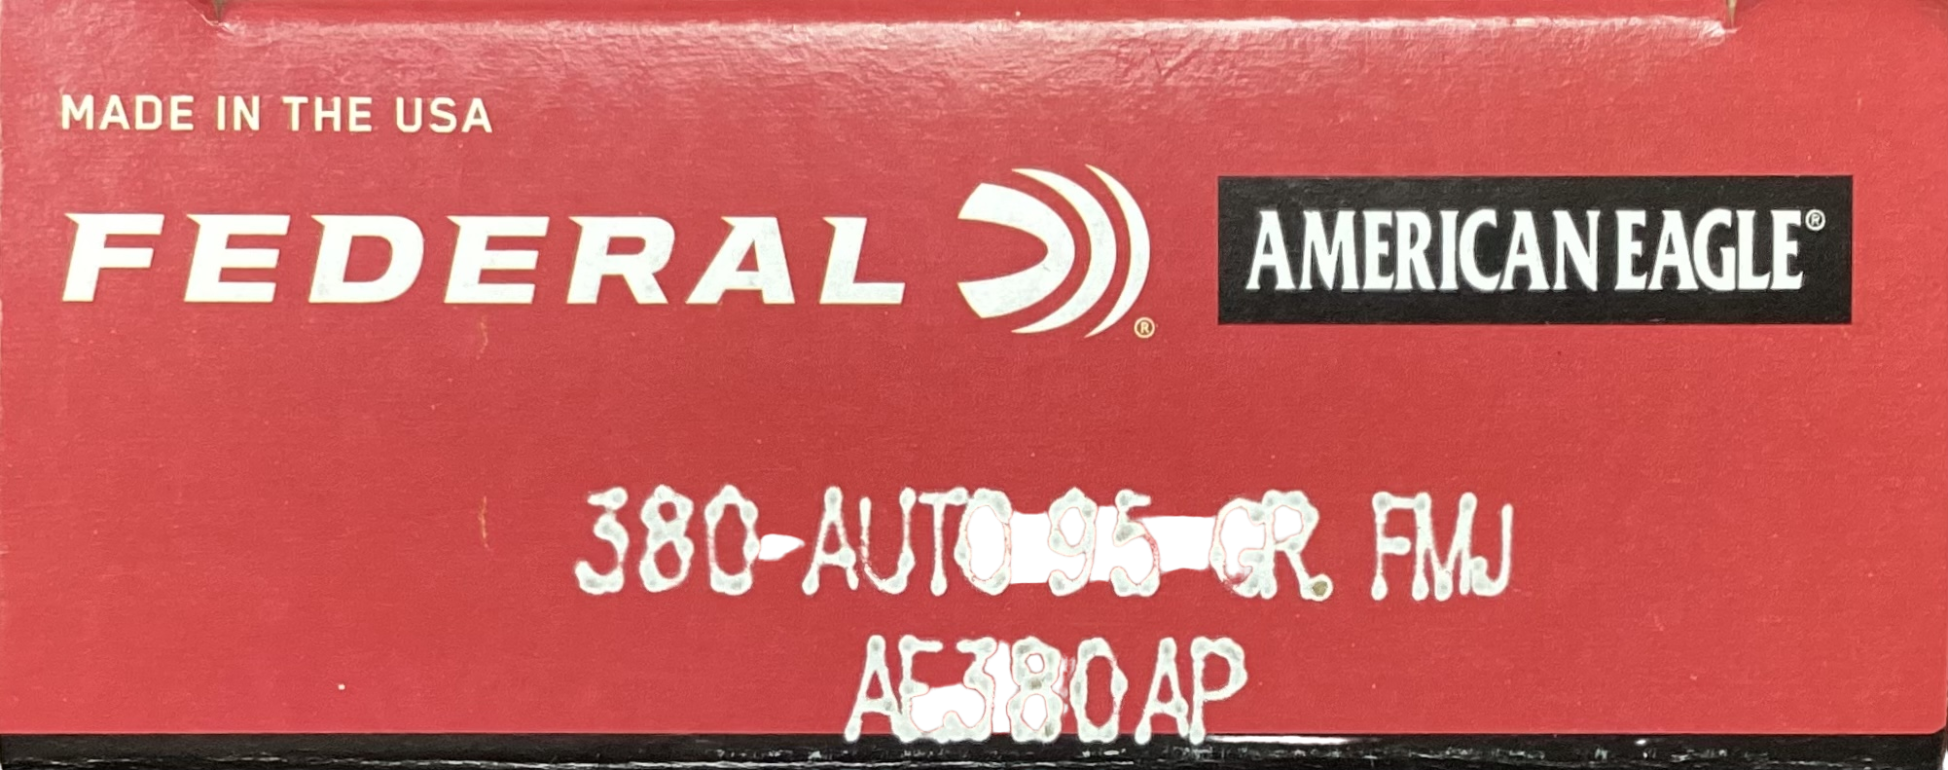 MADE IN THE USA
FEDERAL ® AMERICAN EAGLE®
380-AUTO 95 GR. FMJ
AE380AP